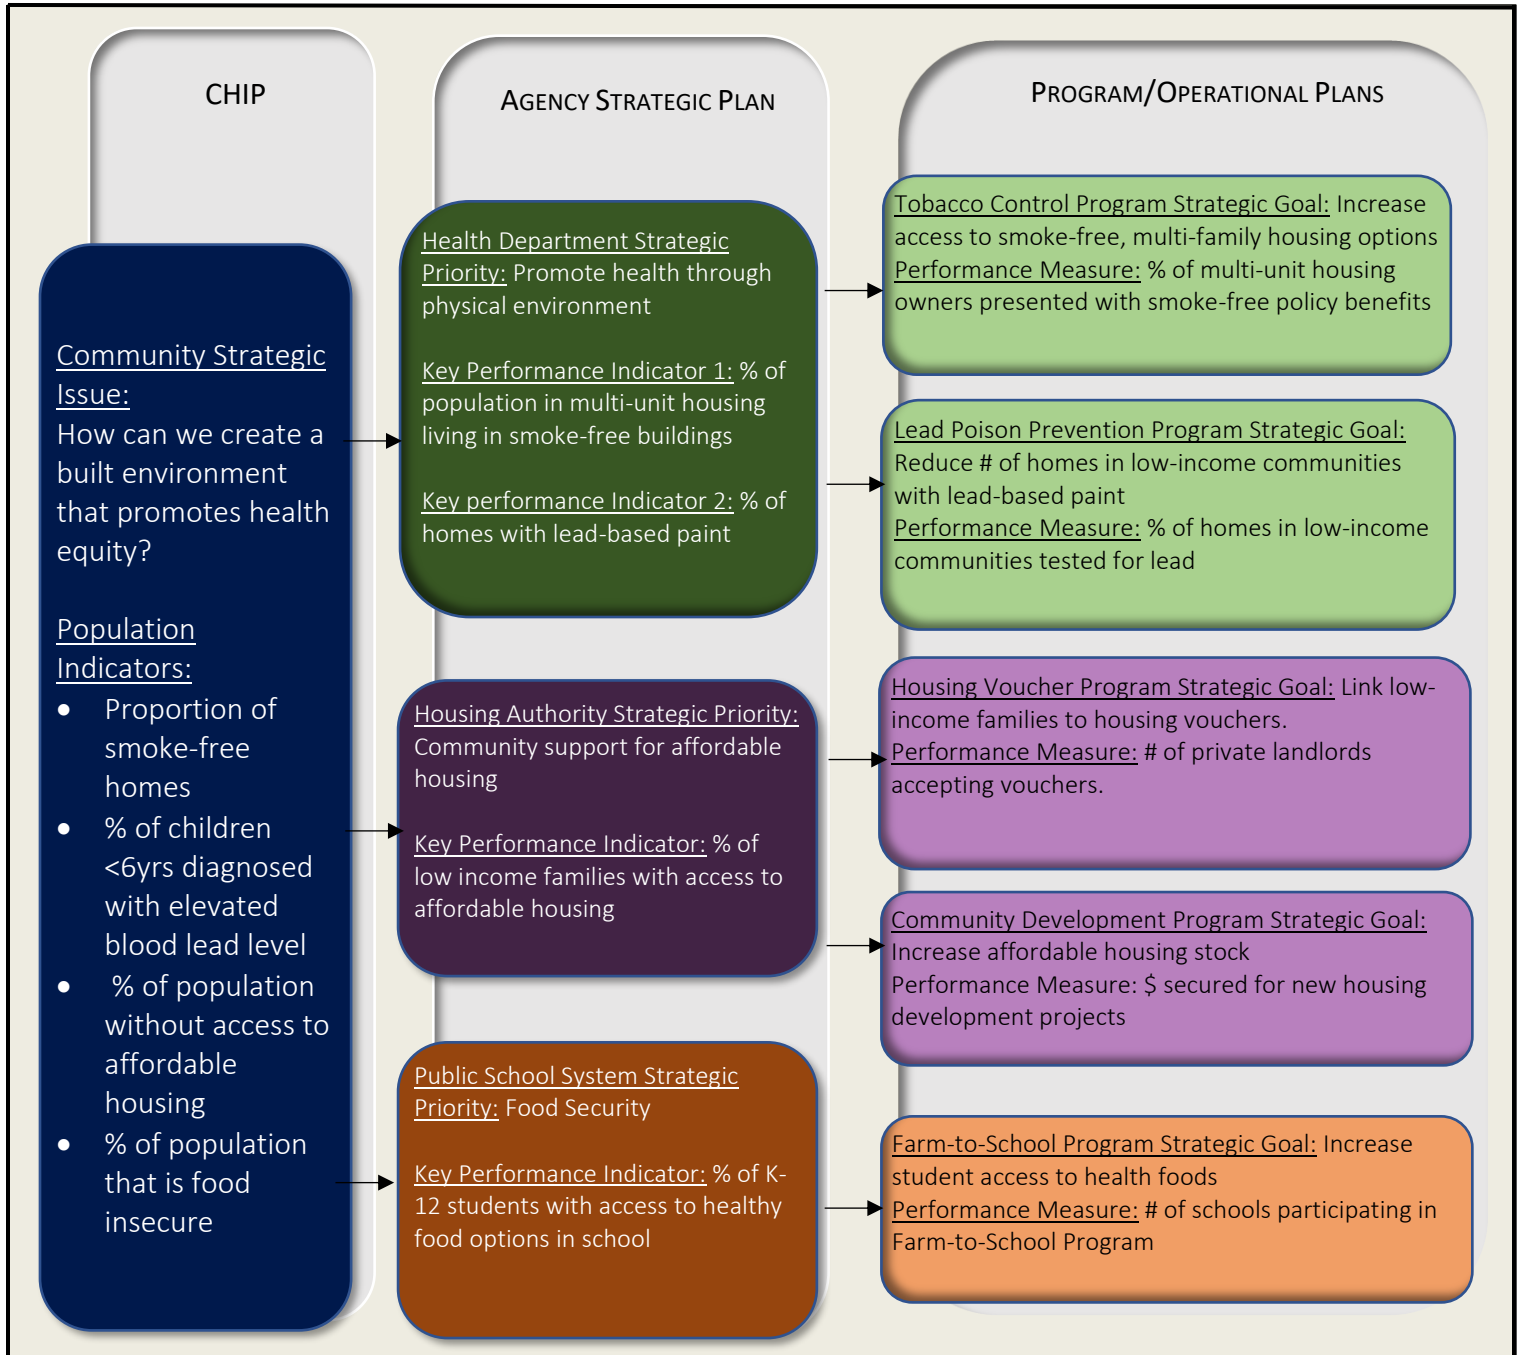 CHIP
Community Strategic
Issue:
How can we create a
built environment
that promotes health
equity?
Population
Indicators:
• Proportion of
smoke-free
homes
• % of children
<6yrs diagnosed
with elevated
blood lead level
• % of population
without access to
affordable
housing
• % of population
that is food
insecure
AGENCY STRATEGIC PLAN
Health Department Strategic
Priority: Promote health through
physical environment
Key Performance Indicator 1: % of
population in multi-unit housing
living in smoke-free buildings
Key performance Indicator 2: % of
homes with lead-based paint
Housing Authority Strategic Priority:
Community support for affordable
housing
Key Performance Indicator: % of
low income families with access to
affordable housing
Public School System Strategic
Priority: Food Security
Key Performance Indicator: % of K-
12 students with access to healthy
food options in school
PROGRAM/OPERATIONAL PLANS
Tobacco Control Program Strategic Goal: Increase
access to smoke-free, multi-family housing options
Performance Measure: % of multi-unit housing
owners presented with smoke-free policy benefits
Lead Poison Prevention Program Strategic Goal:
Reduce # of homes in low-income communities
with lead-based paint
Performance Measure: % of homes in low-income
communities tested for lead
Housing Voucher Program Strategic Goal: Link low-
income families to housing vouchers.
Performance Measure: # of private landlords
accepting vouchers.
Community Development Program Strategic Goal:
Increase affordable housing stock
Performance Measure: $ secured for new housing
development projects
Farm-to-School Program Strategic Goal: Increase
student access to health foods
Performance Measure: # of schools participating in
Farm-to-School Program